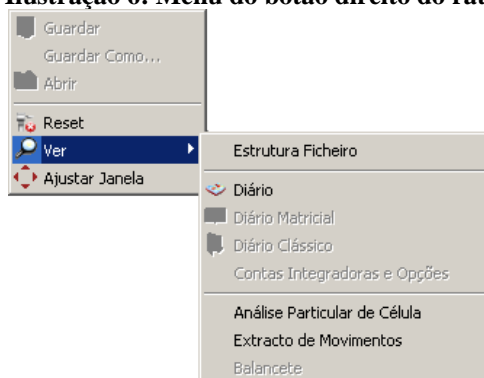 Ilustração 6: Menu do botão direito do
Guardar
Guardar Como...
Abrir
Reset
Ver
Ajustar Janela
Estrutura Ficheiro
Diário
Diário Matricial
Diário Clássico
Contas Integradoras e Opções
Análise Particular de Célula
Extracto de Movimentos
Balancete